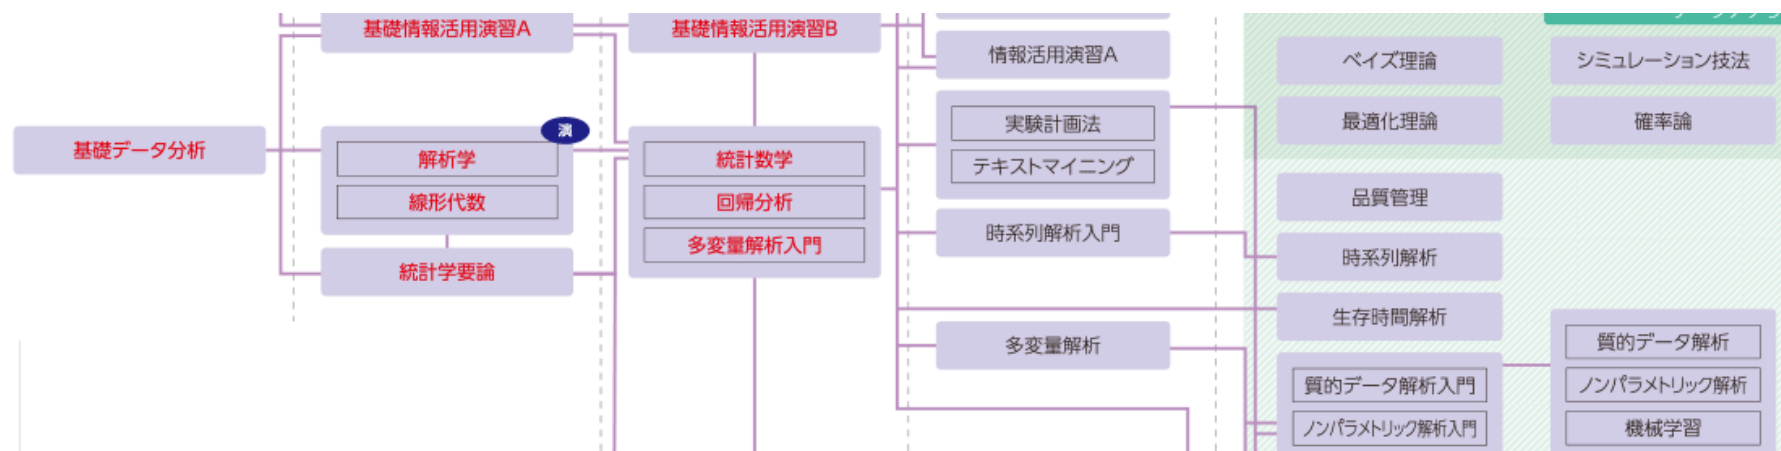 基礎データ分析
基礎情報活用演習A
演
解析学
線形代数
統計学要論
基礎情報活用演習B
統計数学
回帰分析
多変量解析入門
情報活用演習A
実験計画法
テキストマイニング
時系列解析入門
多変量解析
ベイズ理論
最適化理論
品質管理
時系列解析
生存時間解析
質的データ解析入門
ノンパラメトリック解析入門
シミュレーション技法
確率論
質的データ解析
ノンパラメトリック解析
機械学習